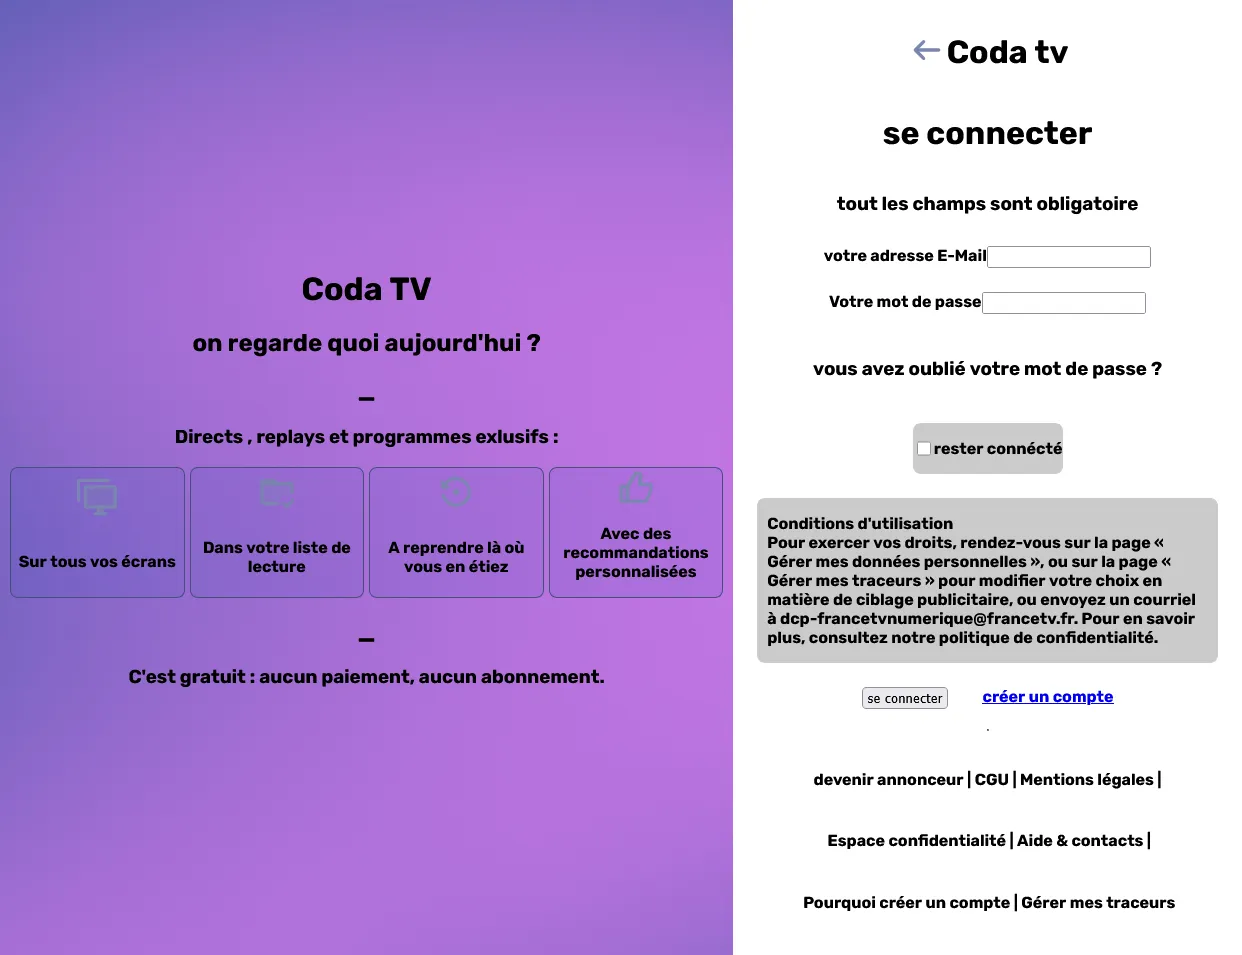 Coda TV
on regarde quoi aujourd'hui ?
–
Directs , replays et programmes exlusifs :
Sur tous vos écrans
Dans votre liste de
lecture
A reprendre là où
vous en étiez
Avec des
recommandations
personnalisées
–
C'est gratuit : aucun paiement, aucun abonnement.
Coda tv
se connecter
tout les champs sont obligatoire
votre adresse E-Mail
Votre mot de passe
vous avez oublié votre mot de passe ?
rester connécté
Conditions d'utilisation
Pour exercer vos droits, rendez-vous sur la page «
Gérer mes données personnelles », ou sur la page «
Gérer mes traceurs » pour modifier votre choix en
matière de ciblage publicitaire, ou envoyez un courriel
à dcp-francetvnumerique@francetv.fr. Pour en savoir
plus, consultez notre politique de confidentialité.
se connecter créer un compte
.
devenir annonceur | CGU | Mentions légales |
Espace confidentialité | Aide & contacts |
Pourquoi créer un compte | Gérer mes traceurs